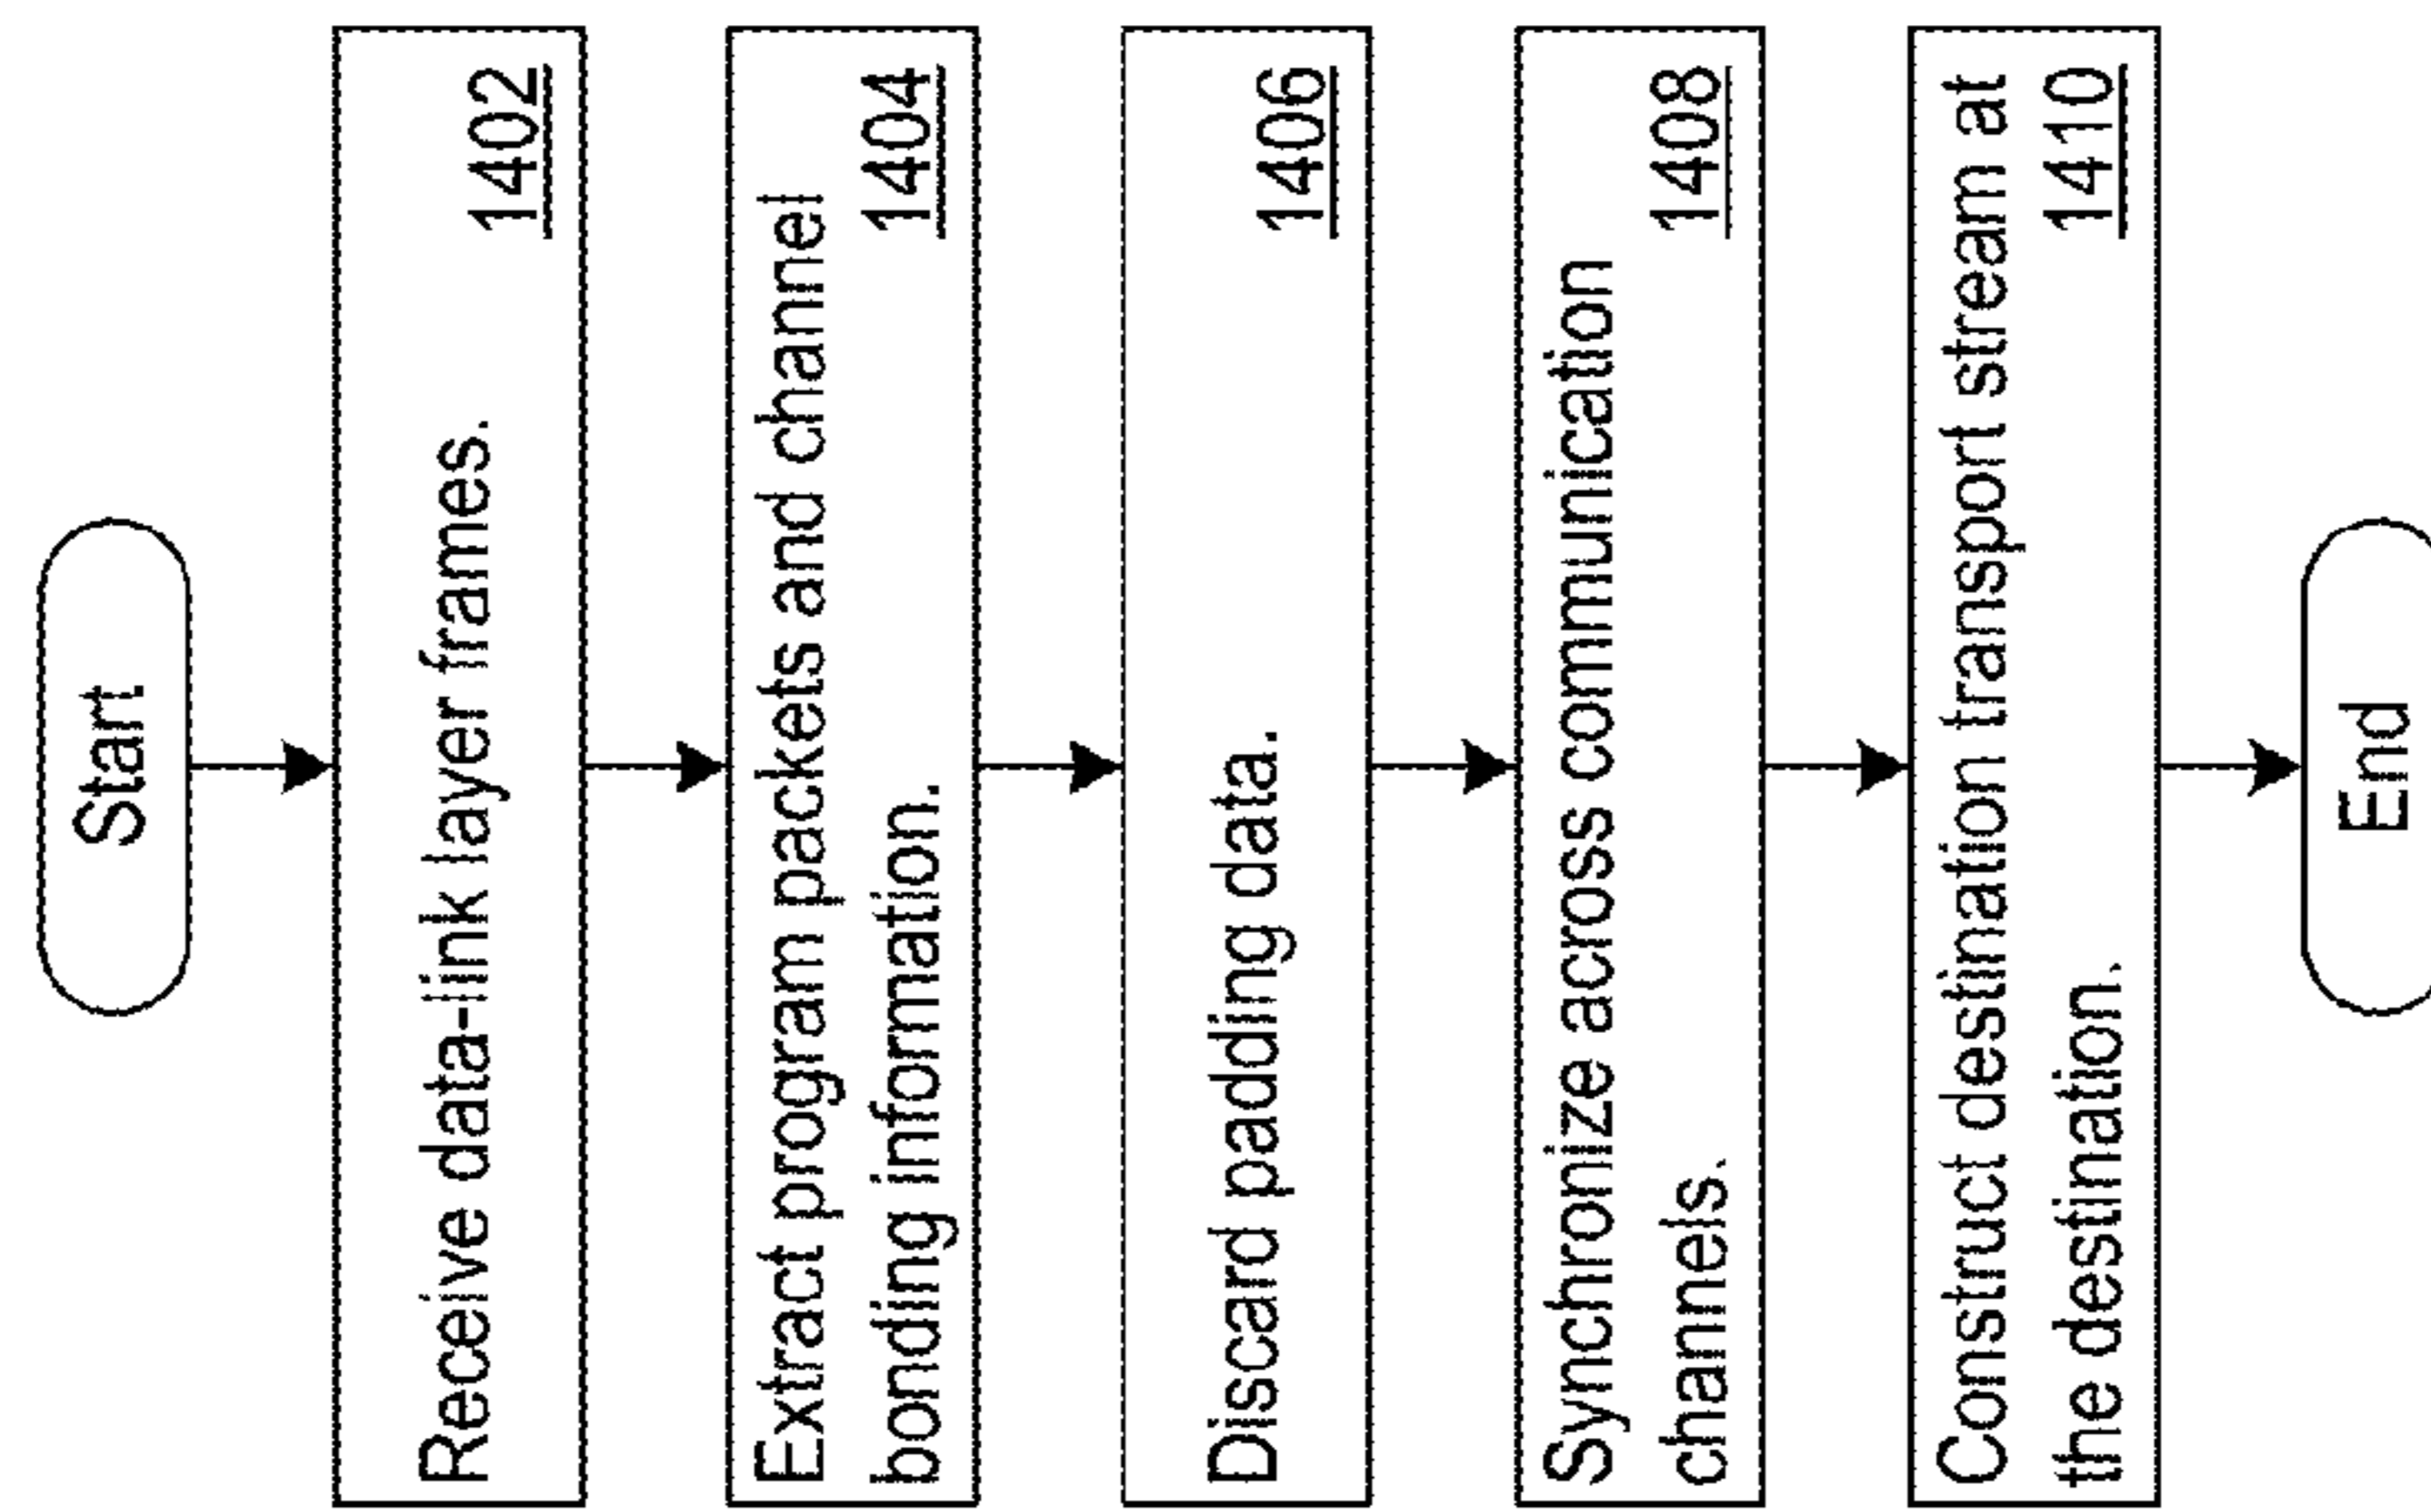 Start
Receive data-link layer frames.
1402
Extract program packets and channel
bonding information.
1404
Discard padding data.
1406
Synchronize across communication
channels.
1408
Construct destination transport stream at
the destination.
1410
End